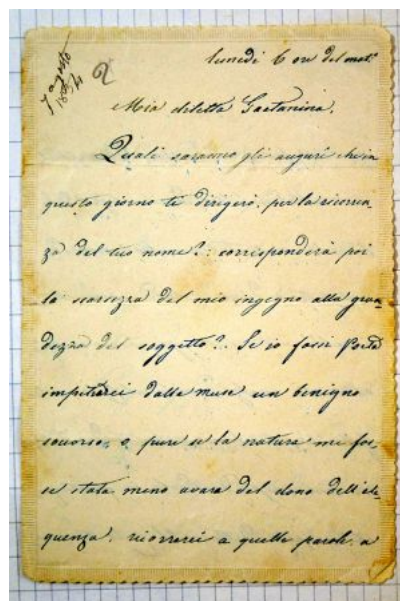 7 agosto
1854
2
lunedì 6 ore del matt.
Mia diletta Gaetanina.
Quali saranno gli auguri che in
questo giorno ti dirigerò, per la ricorren-
za del tuo nome?: corrisponderà poi
la scarsezza del mio ingegno alla gran-
dezza del soggetto?. Se io fossi Poeta
impetrerei dalle muse un benigno
soccorso, o pure se la natura mi fos-
se stata meno avara del dono dell'elo-
quenza, ricorrerei a quelle parole, a